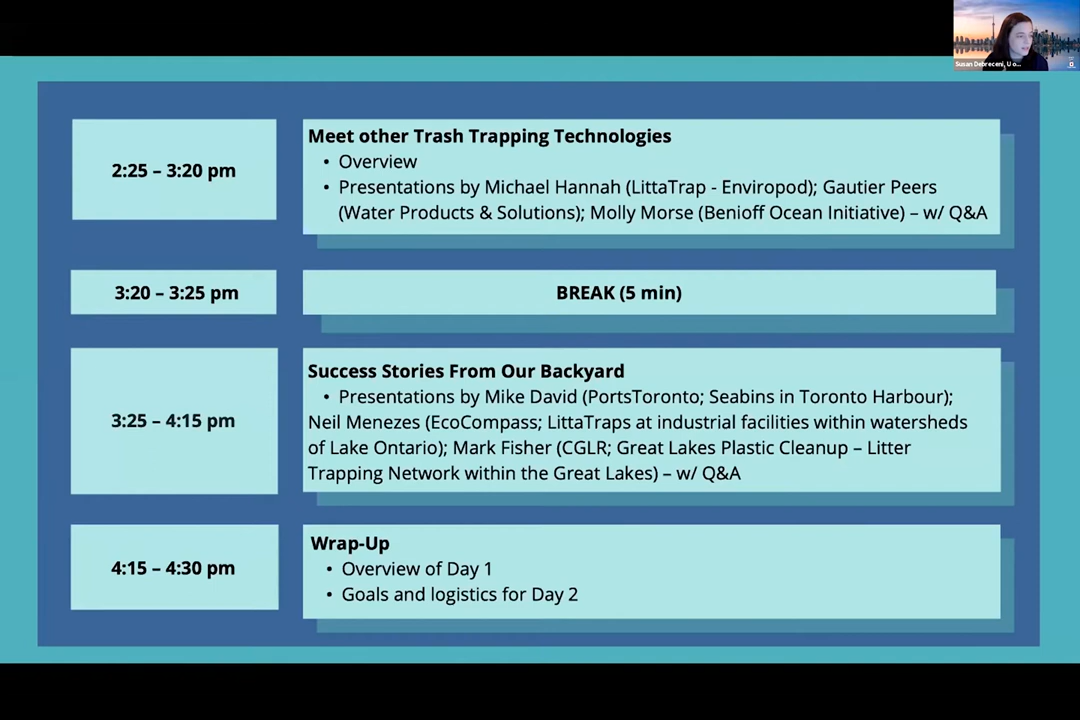 Susan Debreceni, U o...
2:25 – 3:20 pm
Meet other Trash Trapping Technologies
• Overview
• Presentations by Michael Hannah (LittaTrap - Enviropod); Gautier Peers
(Water Products & Solutions); Molly Morse (Benioff Ocean Initiative) – w/ Q&A
3:20 – 3:25 pm
BREAK (5 min)
3:25 – 4:15 pm
Success Stories From Our Backyard
• Presentations by Mike David (PortsToronto; Seabins in Toronto Harbour);
Neil Menezes (EcoCompass; LittaTraps at industrial facilities within watersheds
of Lake Ontario); Mark Fisher (CGLR; Great Lakes Plastic Cleanup – Litter
Trapping Network within the Great Lakes) – w/ Q&A
4:15 – 4:30 pm
Wrap-Up
• Overview of Day 1
• Goals and logistics for Day 2